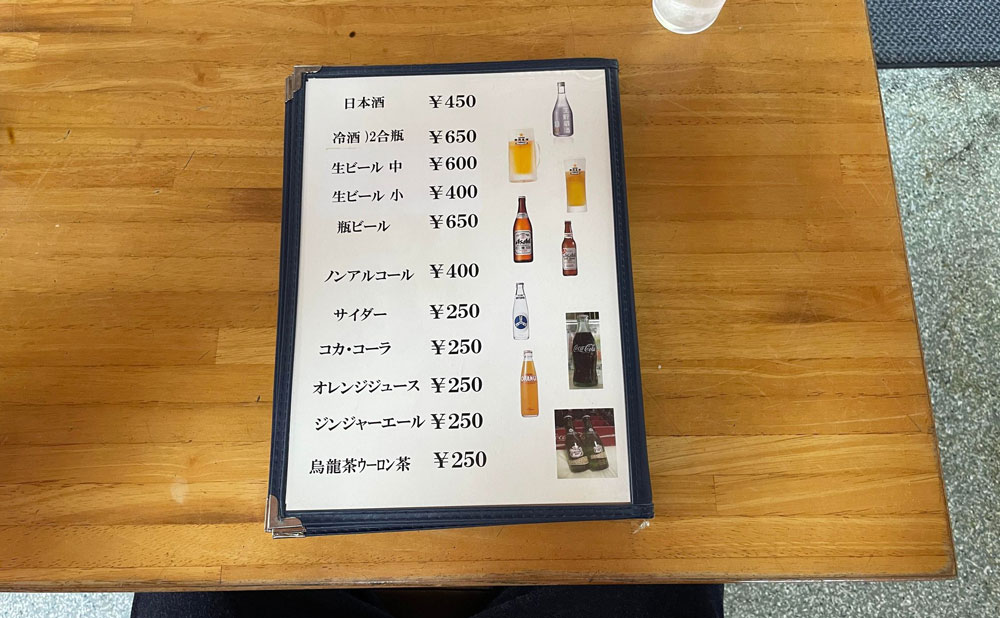 日本酒 ¥450
冷酒)2合瓶 ¥650
生ビール 中 ¥600
生ビール 小 ¥400
瓶ビール ¥650
ノンアルコール ¥400
サイダー ¥250
コカ・コーラ ¥250
オレンジジュース ¥250
ジンジャーエール ¥250
烏龍茶ウーロン茶 ¥250
Asahi
Coca-Cola